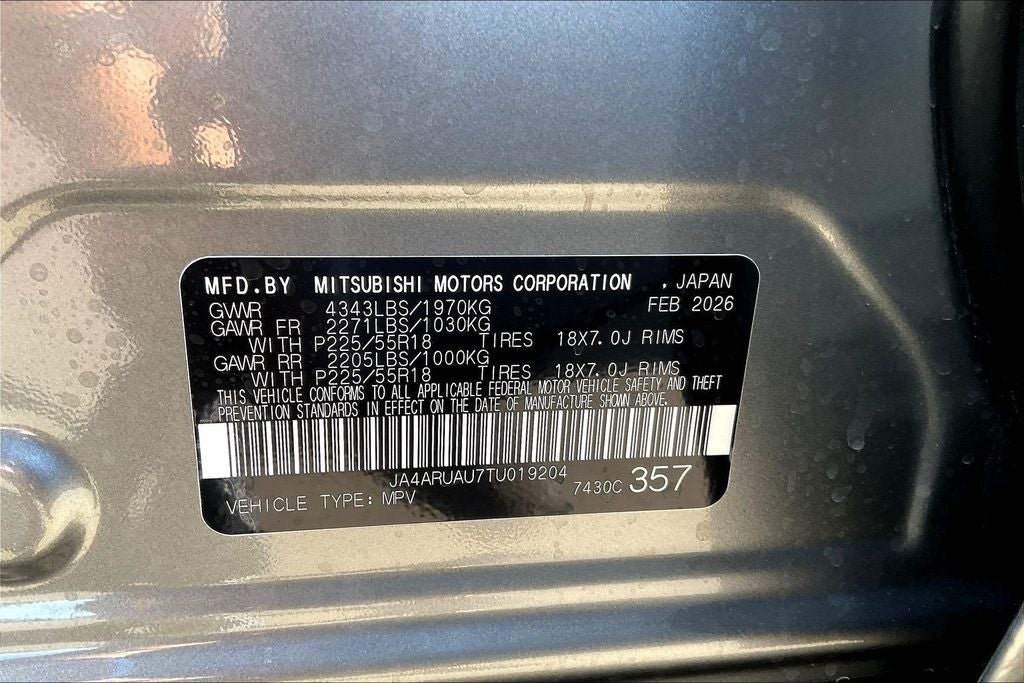 MFD.BY MITSUBISHI MOTORS CORPORATION , JAPAN
GWWR 4343LBS/1970KG FEB 2026
GAWR FR 2271LBS/1030KG
WITH P225/55R18 TIRES 18X7.0J RIMS
GAWR RR 2205LBS/1000KG
WITH P225/55R18 TIRES 18X7.0J RIMS
THIS VEHICLE CONFORMS TO ALL APPLICABLE FEDERAL MOTOR VEHICLE SAFETY AND THEFT
PREVENTION STANDARDS IN EFFECT ON THE DATE OF MANUFACTURE SHOWN ABOVE.
JA4ARUAU7TU019204
VEHICLE TYPE: MPV 7430C 357